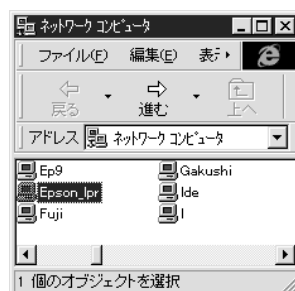 ネットワーク コンピュータ
ファイル(F) 編集(E) 表示
戻る 進む 上へ
アドレス ネットワーク コンピュータ
Ep9 Gakushi
Epson_lpr Ide
Fuji I
1 個のオブジェクトを選択